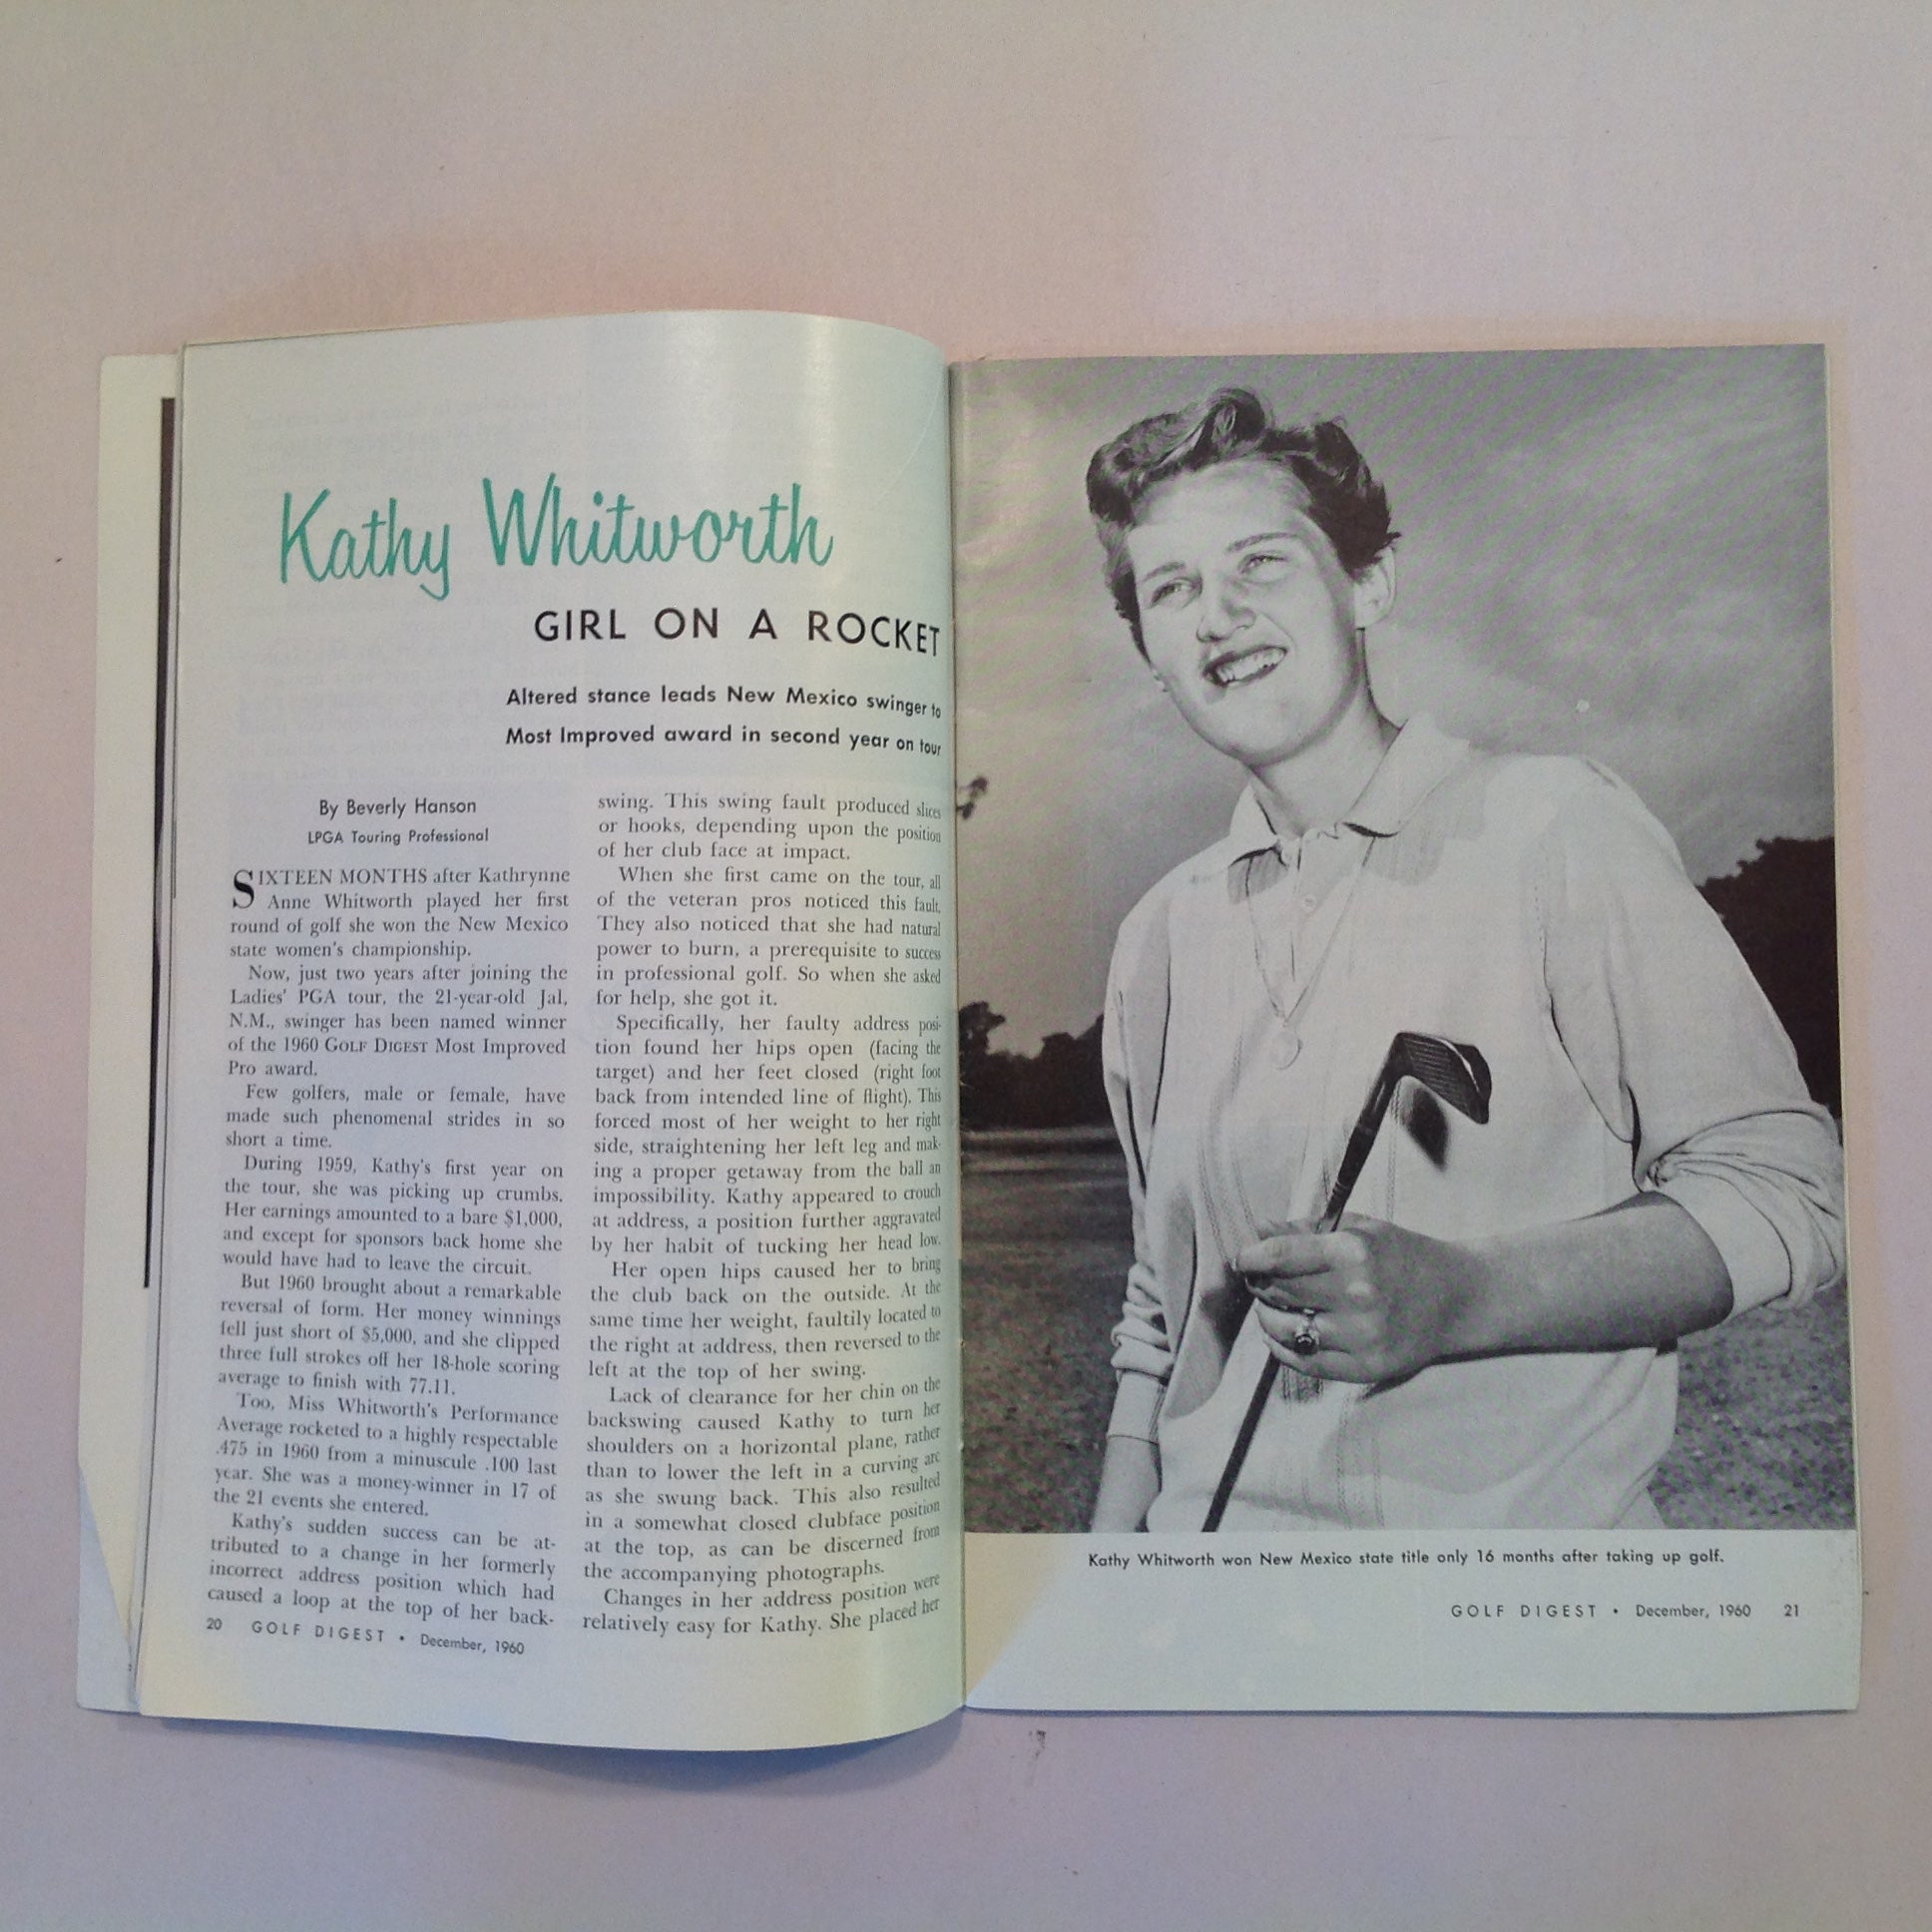 Kathy Whitworth
GIRL ON A ROCKET
Altered stance leads New Mexico swinger to
Most Improved award in second year on tour
By Beverly Hanson
LPGA Touring Professional
SIXTEEN MONTHS after Kathrynne
Anne Whitworth played her first
round of golf she won the New Mexico
state women's championship.
Now, just two years after joining the
Ladies' PGA tour, the 21-year-old Jal,
N.M., swinger has been named winner
of the 1960 GOLF DIGEST Most Improved
Pro award.
Few golfers, male or female, have
made such phenomenal strides in so
short a time.
During 1959, Kathy's first year on
the tour, she was picking up crumbs.
Her earnings amounted to a bare $1,000,
and except for sponsors back home she
would have had to leave the circuit.
But 1960 brought about a remarkable
reversal of form. Her money winnings
fell just short of $5,000, and she clipped
three full strokes off her 18-hole scoring
average to finish with 77.11.
Too, Miss Whitworth's Performance
Average rocketed to a highly respectable
.475 in 1960 from a minuscule .100 last
year. She was a money-winner in 17 of
the 21 events she entered.
Kathy's sudden success can be at-
tributed to a change in her formerly
incorrect address position which had
caused a loop at the top of her back-
swing. This swing fault produced slices
or hooks, depending upon the position
of her club face at impact.
When she first came on the tour, all
of the veteran pros noticed this fault.
They also noticed that she had natural
power to burn, a prerequisite to success
in professional golf. So when she asked
for help, she got it.
Specifically, her faulty address posi-
tion found her hips open (facing the
target) and her feet closed (right foot
back from intended line of flight). This
forced most of her weight to her right
side, straightening her left leg and mak-
ing a proper getaway from the ball an
impossibility. Kathy appeared to crouch
at address, a position further aggravated
by her habit of tucking her head low.
Her open hips caused her to bring
the club back on the outside. At the
same time her weight, faultily located to
the right at address, then reversed to the
left at the top of her swing.
Lack of clearance for her chin on the
backswing caused Kathy to turn her
shoulders on a horizontal plane, rather
than to lower the left in a curving arc
as she swung back. This also resulted
in a somewhat closed clubface position
at the top, as can be discerned from
the accompanying photographs.
Changes in her address position were
relatively easy for Kathy. She placed her
20 GOLF DIGEST • December, 1960
Kathy Whitworth won New Mexico state title only 16 months after taking up golf.
GOLF DIGEST • December, 1960 21